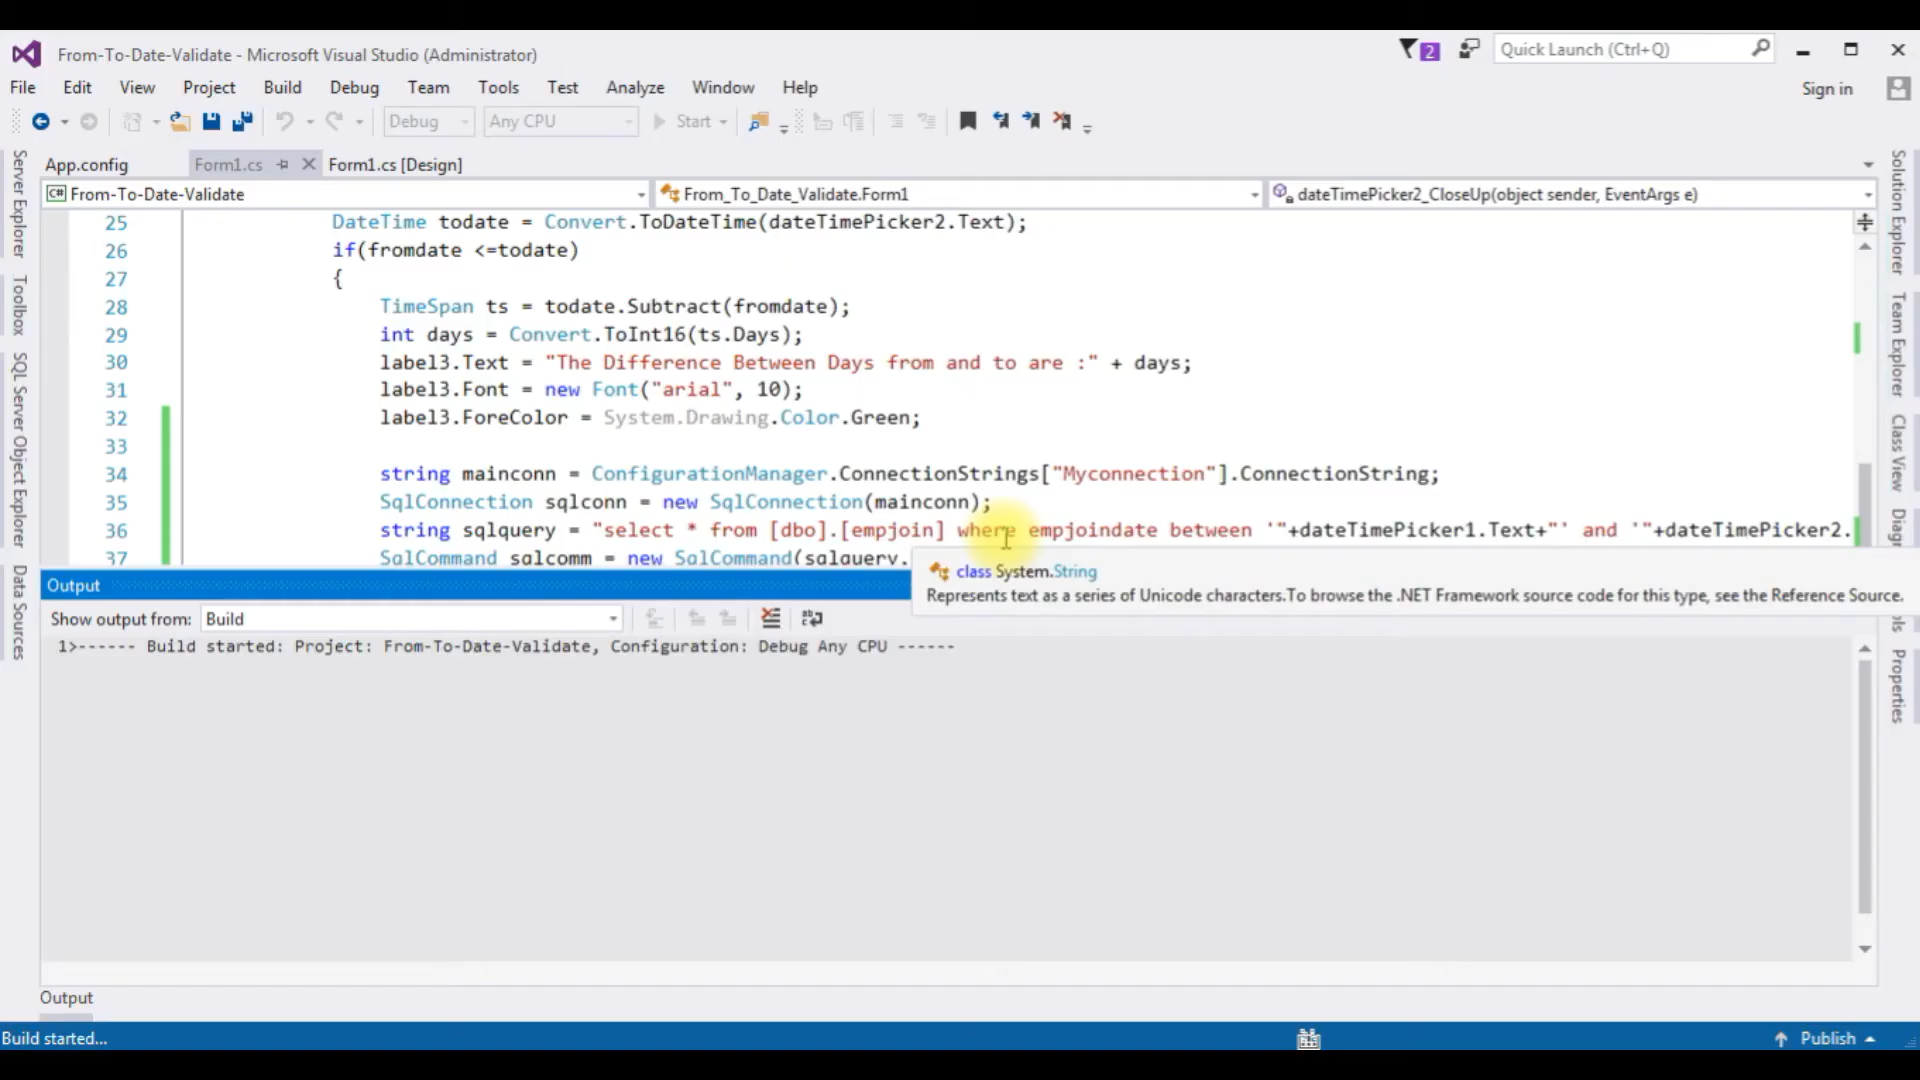 From-To-Date-Validate - Microsoft Visual Studio (Administrator)
2
Quick Launch (Ctrl+Q)
File Edit View Project Build Debug Team Tools Test Analyze Window Help
Sign in
Debug Any CPU Start
App.config Form1.cs Form1.cs [Design]
C# From-To-Date-Validate From_To_Date_Validate.Form1 dateTimePicker2_CloseUp(object sender, EventArgs e)
25 DateTime todate = Convert.ToDateTime(dateTimePicker2.Text);
26 if(fromdate <=todate)
27 {
28 TimeSpan ts = todate.Subtract(fromdate);
29 int days = Convert.ToInt16(ts.Days);
30 label3.Text = "The Difference Between Days from and to are :" + days;
31 label3.Font = new Font("arial", 10);
32 label3.ForeColor = System.Drawing.Color.Green;
33
34 string mainconn = ConfigurationManager.ConnectionStrings["Myconnection"].ConnectionString;
35 SqlConnection sqlconn = new SqlConnection(mainconn);
36 string sqlquery = "select * from [dbo].[empjoin] where empjoindate between '"+dateTimePicker1.Text+"' and '"+dateTimePicker2.
37 SqlCommand sqlcomm = new SqlCommand(sqlquery,
class System.String
Represents text as a series of Unicode characters.To browse the .NET Framework source code for this type, see the Reference Source.
Output
Show output from: Build
1>------ Build started: Project: From-To-Date-Validate, Configuration: Debug Any CPU ------
Output
Build started...
Publish
Server Explorer
Toolbox
SQL Server Object Explorer
Data Sources
Solution Explorer
Team Explorer
Class View
Properties